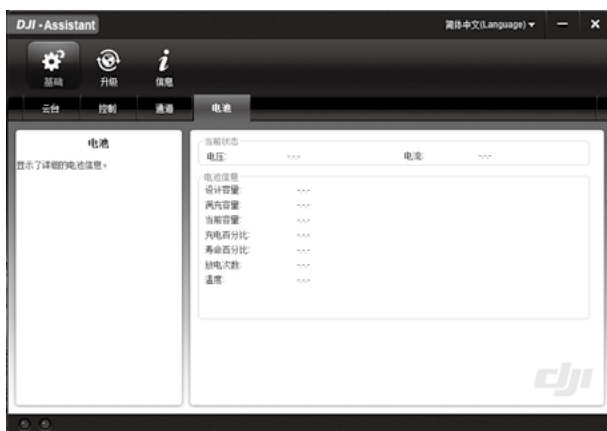 DJI - Assistant
简体中文(Language)
基础 升级 信息
云台 控制 通道 电池
电池
显示了详细的电池信息。
当前状态
电压: -.-.- 电流: -.-.-
电池信息
设计容量: -.-.-
满充容量: -.-.-
当前容量: -.-.-
充电百分比: -.-.-
寿命百分比: -.-.-
放电次数: -.-.-
温度: -.-.-
dji